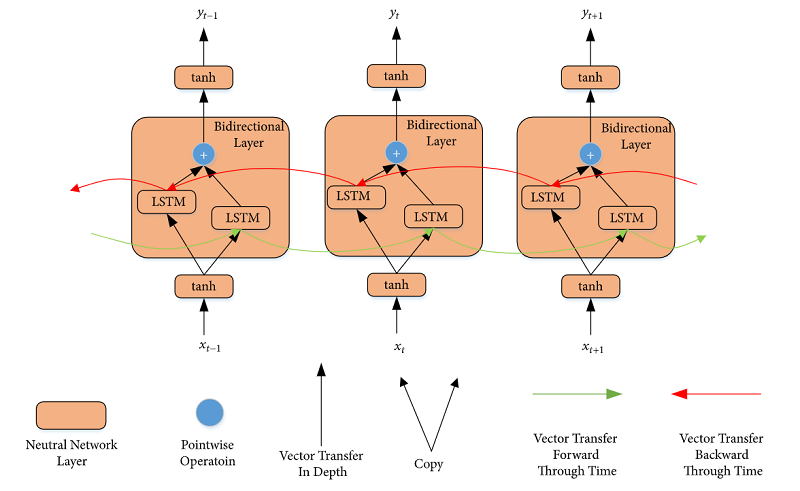 y_{t−1} y_t y_{t+1}
tanh tanh tanh
Bidirectional
Layer
Bidirectional
Layer
Bidirectional
Layer
+ + +
LSTM LSTM LSTM
LSTM LSTM LSTM
tanh tanh tanh
x_{t−1} x_t x_{t+1}
Neutral Network
Layer
Pointwise
Operatoin
Vector Transfer
In Depth
Copy
Vector Transfer
Forward
Through Time
Vector Transfer
Backward
Through Time